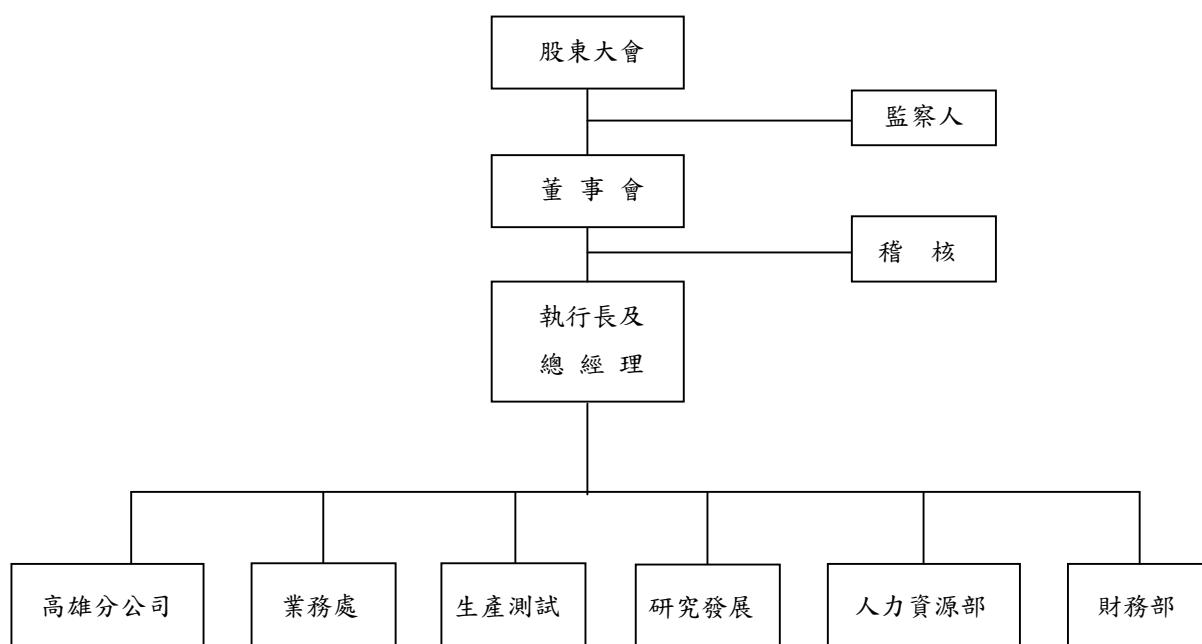 股東大會
監察人
董 事 會
稽 核
執行長及
總 經 理
高雄分公司
業務處
生產測試
研究發展
人力資源部
財務部